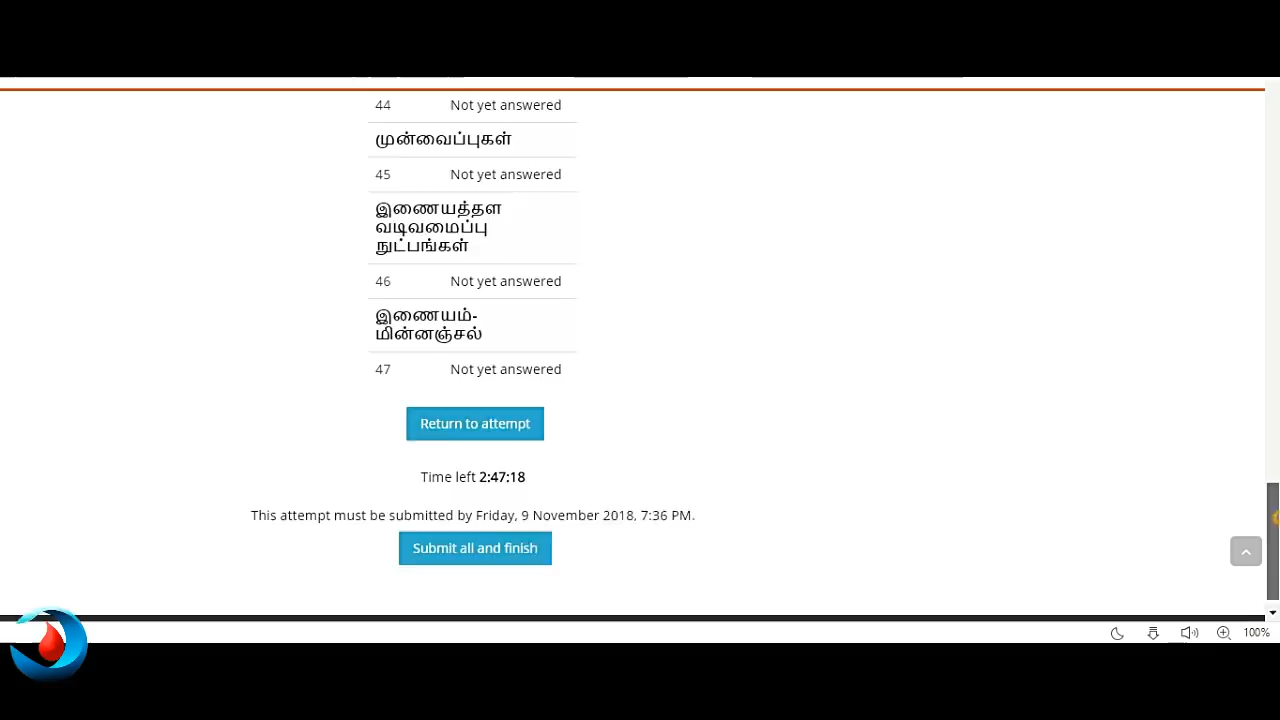 44 Not yet answered
முன்வைப்புகள்
45 Not yet answered
இணையத்தள
வடிவமைப்பு
நுட்பங்கள்
46 Not yet answered
இணையம்-
மின்னஞ்சல்
47 Not yet answered
Return to attempt
Time left 2:47:18
This attempt must be submitted by Friday, 9 November 2018, 7:36 PM.
Submit all and finish
100%